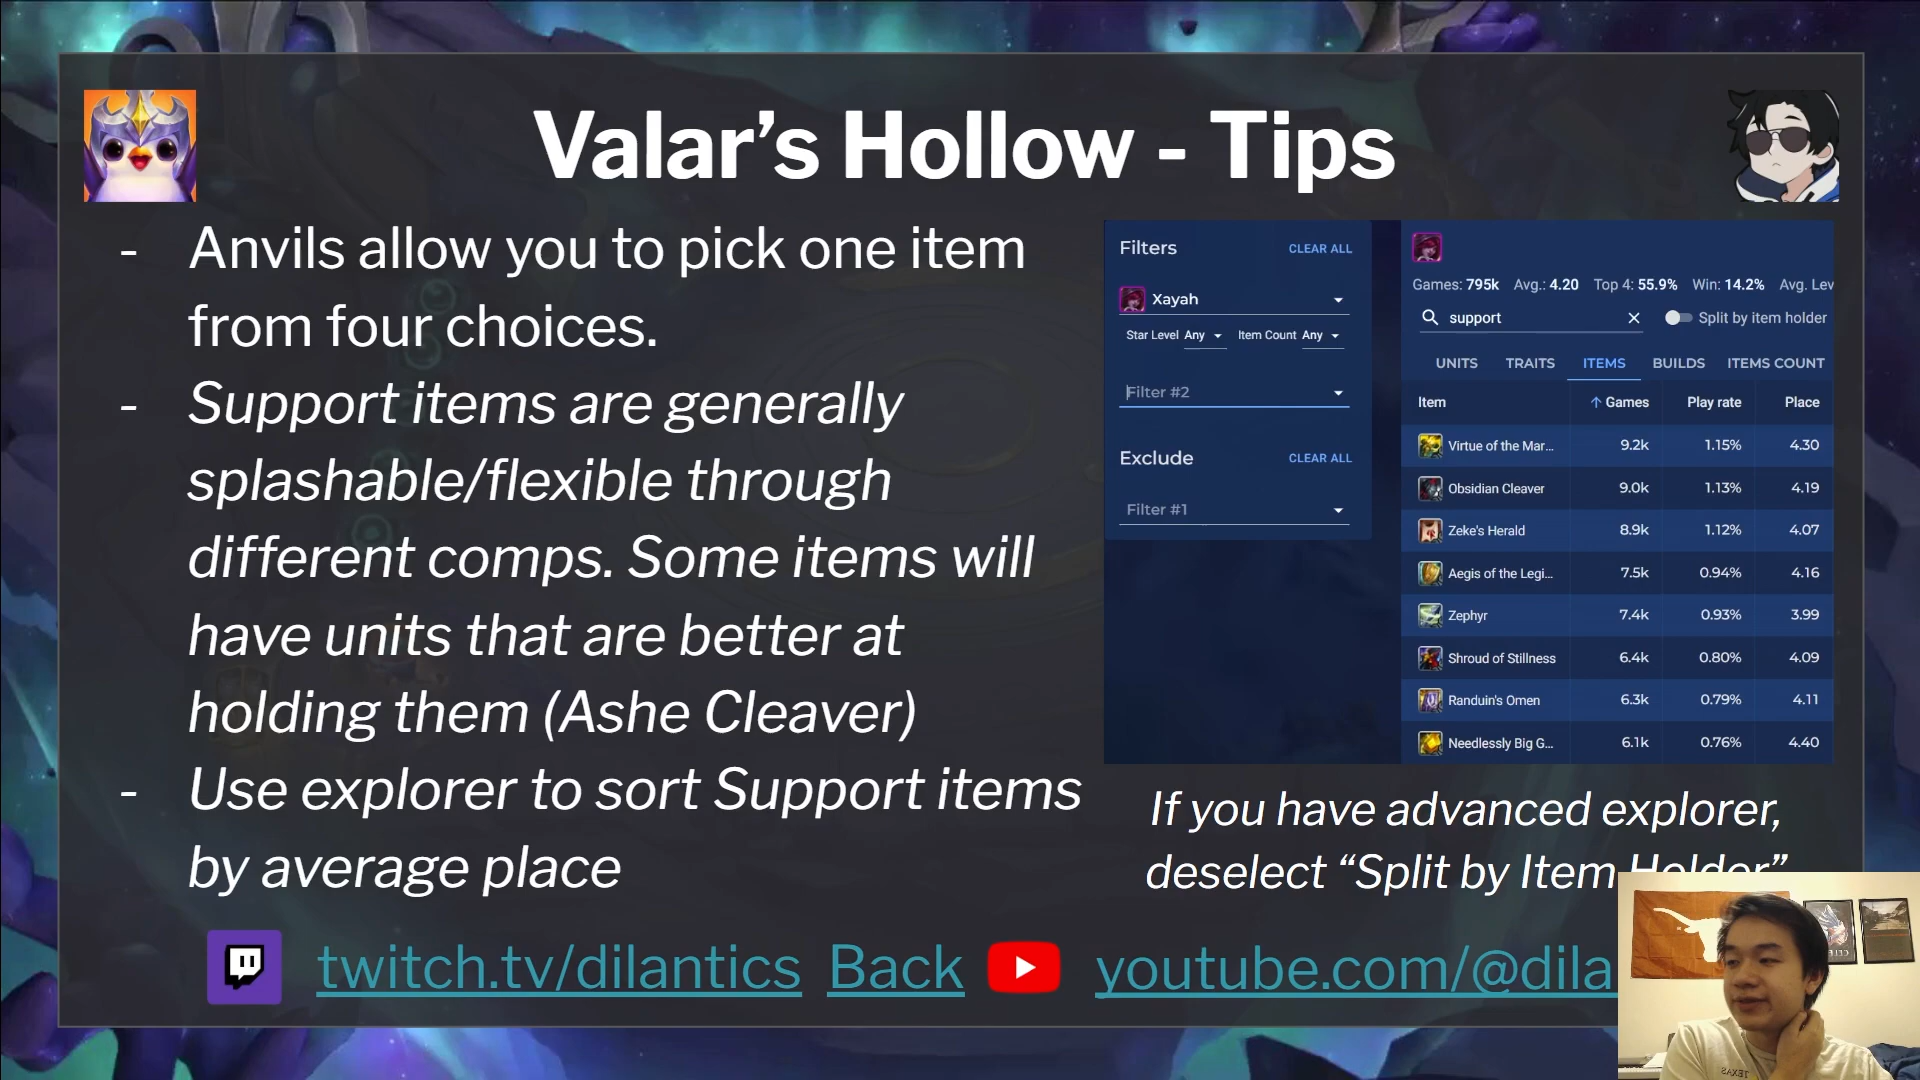 Valar’s Hollow - Tips
- Anvils allow you to pick one item
from four choices.
- Support items are generally
splashable/flexible through
different comps. Some items will
have units that are better at
holding them (Ashe Cleaver)
- Use explorer to sort Support items
by average place
Filters CLEAR ALL
Xayah
Star Level Any Item Count Any
Filter #2
Exclude CLEAR ALL
Filter #1
Games: 795k Avg.: 4.20 Top 4: 55.9% Win: 14.2% Avg. Lev
support Split by item holder
UNITS TRAITS ITEMS BUILDS ITEMS COUNT
Item Games Play rate Place
Virtue of the Mar... 9.2k 1.15% 4.30
Obsidian Cleaver 9.0k 1.13% 4.19
Zeke's Herald 8.9k 1.12% 4.07
Aegis of the Legi... 7.5k 0.94% 4.16
Zephyr 7.4k 0.93% 3.99
Shroud of Stillness 6.4k 0.80% 4.09
Randuin's Omen 6.3k 0.79% 4.11
Needlessly Big G... 6.1k 0.76% 4.40
If you have advanced explorer,
deselect “Split by Item Holder”
twitch.tv/dilantics Back youtube.com/@dila
TEXAS